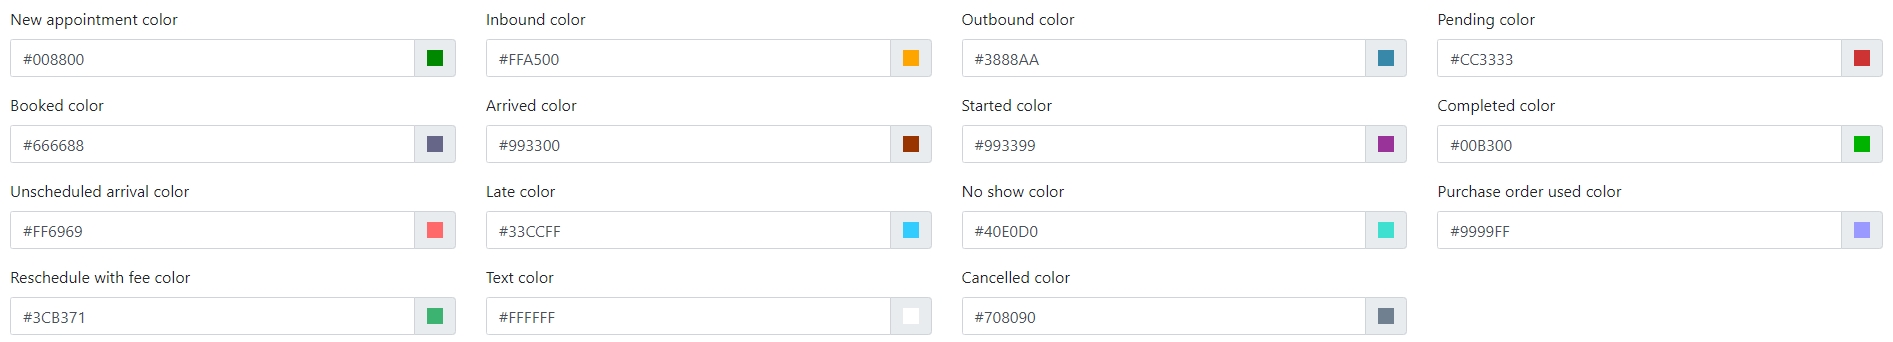 New appointment color
Inbound color
Outbound color
Pending color
#008800
#FFA500
#3888AA
#CC3333
Booked color
Arrived color
Started color
Completed color
#666688
#993300
#993399
#00B300
Unscheduled arrival color
Late color
No show color
Purchase order used color
#FF6969
#33CCFF
#40E0D0
#9999FF
Reschedule with fee color
Text color
Cancelled color
#3CB371
#FFFFFF
#708090